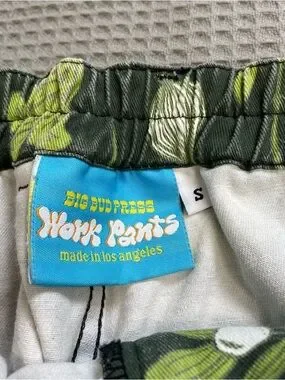 BIG BUD PRESS
Work Pants
made in los angeles
S